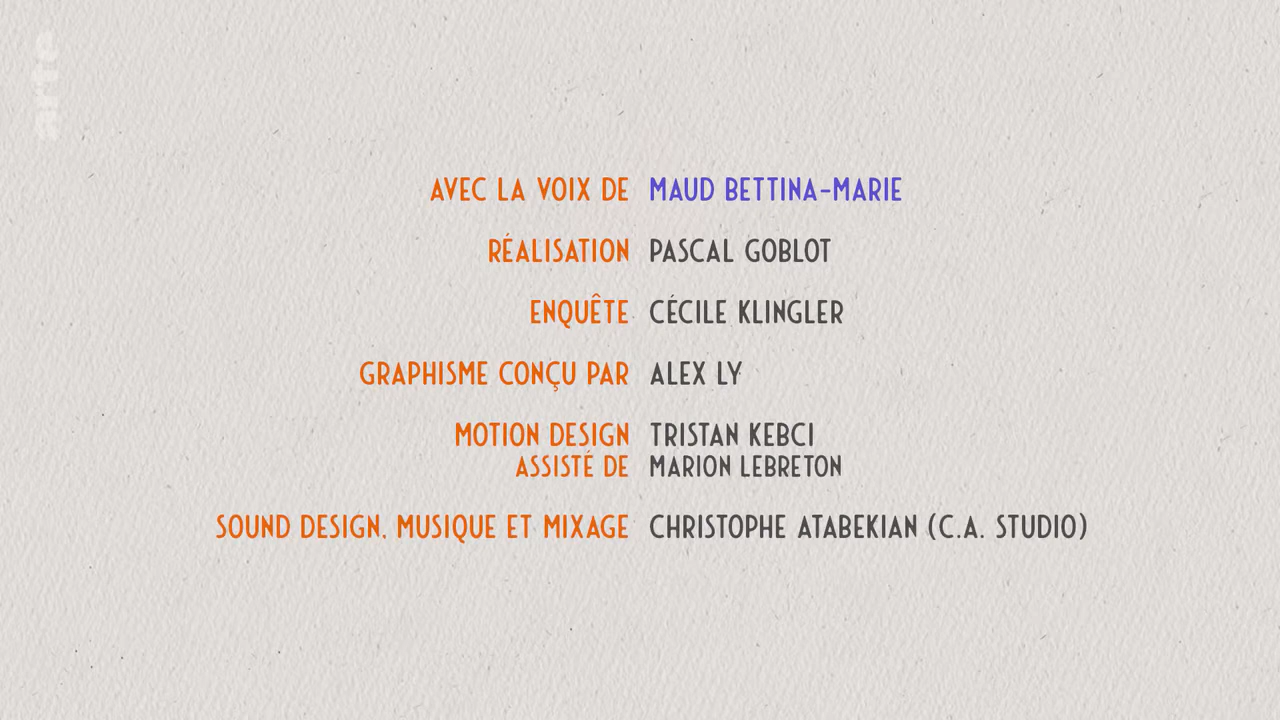 arte
AVEC LA VOIX DE MAUD BETTINA-MARIE
RÉALISATION PASCAL GOBLOT
ENQUÊTE CÉCILE KLINGLER
GRAPHISME CONÇU PAR ALEX LY
MOTION DESIGN TRISTAN KEBCI
ASSISTÉ DE MARION LEBRETON
SOUND DESIGN, MUSIQUE ET MIXAGE CHRISTOPHE ATABEKIAN (C.A. STUDIO)